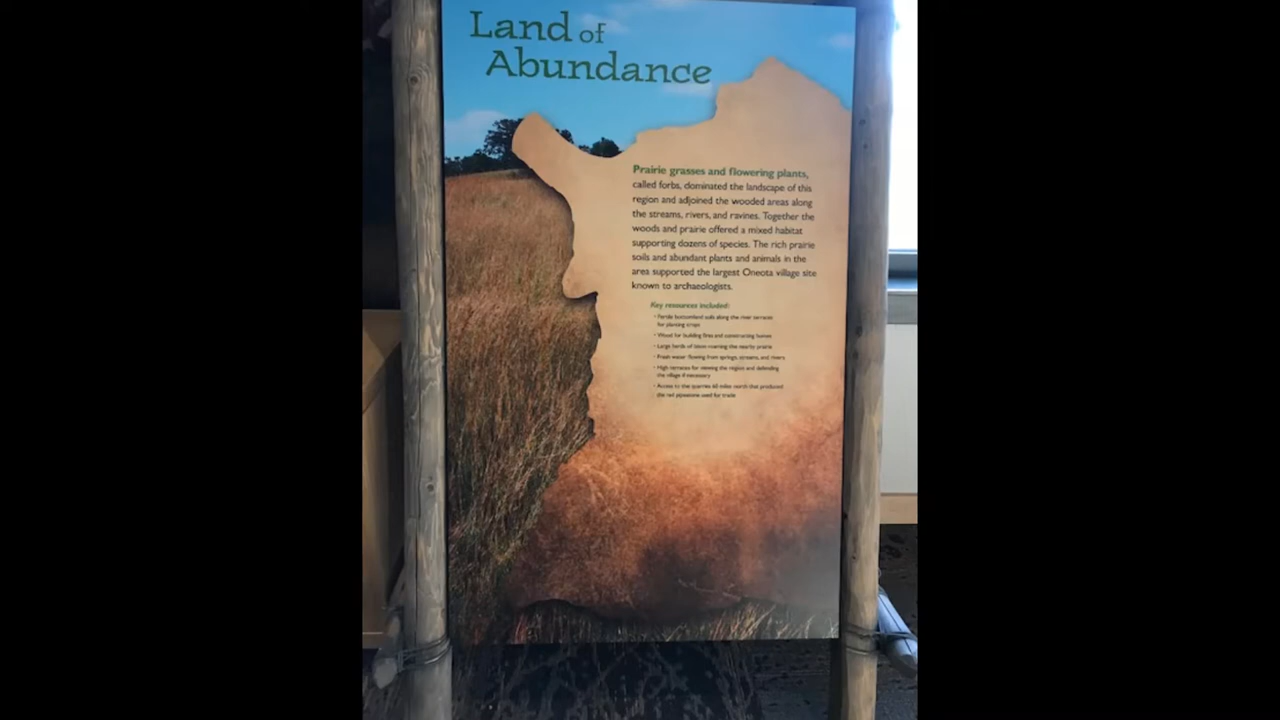 Land of
Abundance
Prairie grasses and flowering plants,
called forbs, dominated the landscape of this
region and adjoined the wooded areas along
the streams, rivers, and ravines. Together the
woods and prairie offered a mixed habitat
supporting dozens of species. The rich prairie
soils and abundant plants and animals in the
area supported the largest Oneota village site
known to archaeologists.
Key resources included:
• Fertile bottomland soils along the river terraces
for planting crops
• Wood for building fires and constructing homes
• Large herds of bison roaming the nearby prairie
• Fresh water flowing from springs, streams, and rivers
• High terraces for viewing the region and defending
the village if necessary
• Access to the quarries 60 miles north that produced
the red pipestone used for trade